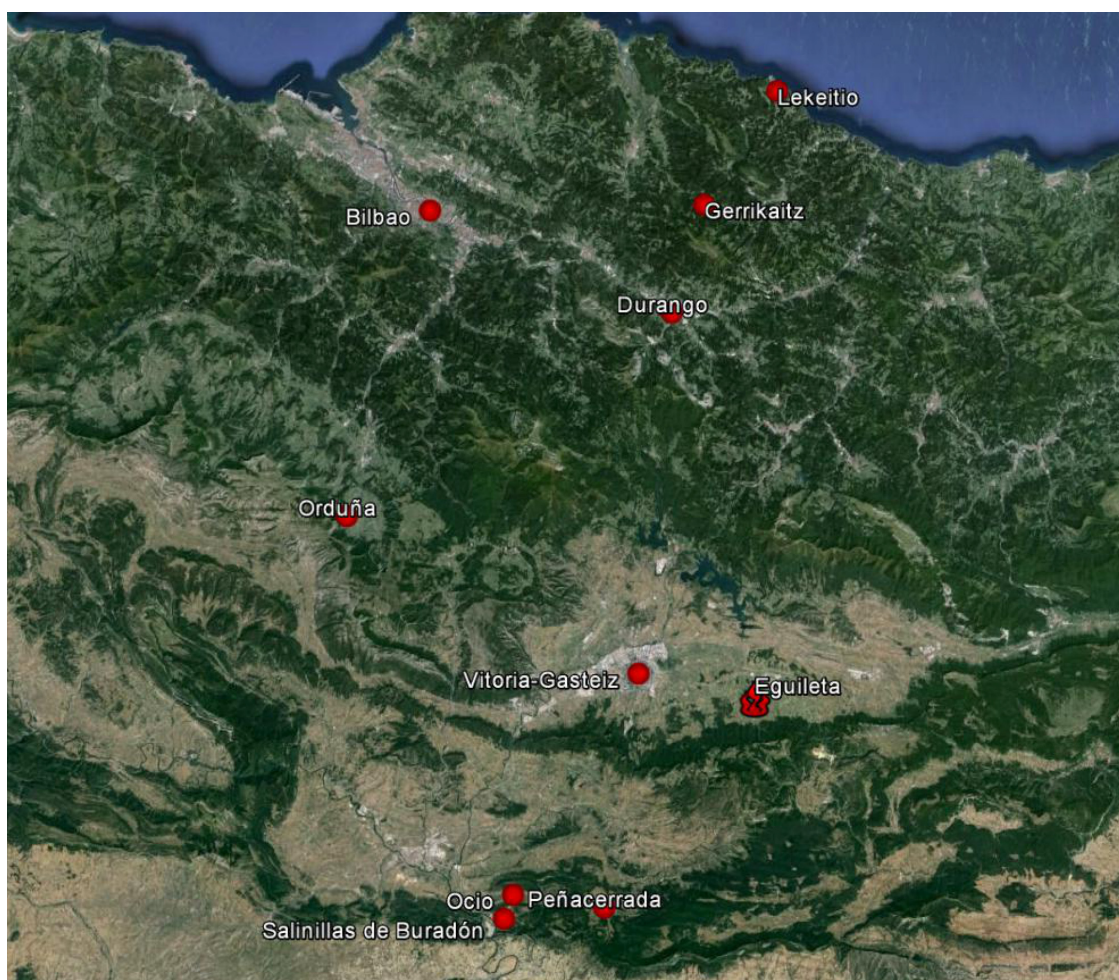 Lekeitio
Bilbao
Gerrikaitz
Durango
Orduña
Vitoria-Gasteiz
Eguileta
Ocio
Peñacerrada
Salinillas de Buradón